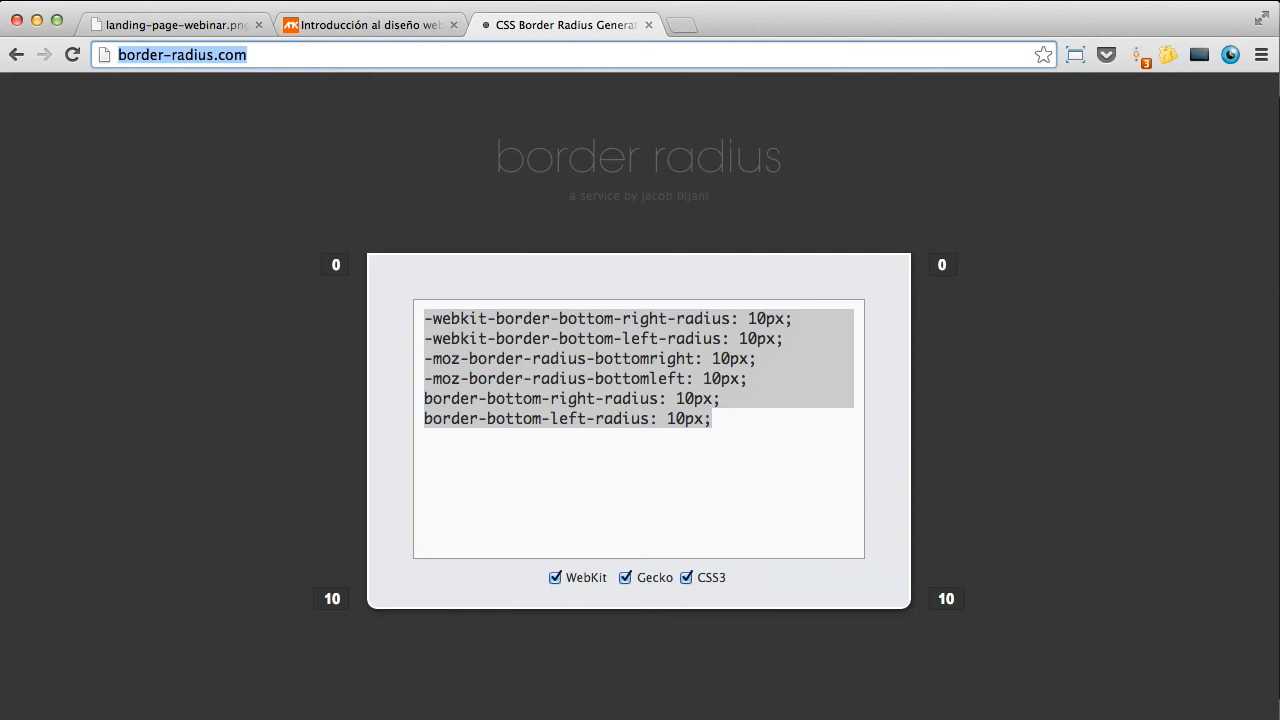 landing-page-webinar.png
Introducción al diseño web
CSS Border Radius Genera
border-radius.com
3
border radius
a service by jacob bijani
0
0
-webkit-border-bottom-right-radius: 10px;
-webkit-border-bottom-left-radius: 10px;
-moz-border-radius-bottomright: 10px;
-moz-border-radius-bottomleft: 10px;
border-bottom-right-radius: 10px;
border-bottom-left-radius: 10px;
WebKit Gecko CSS3
10
10